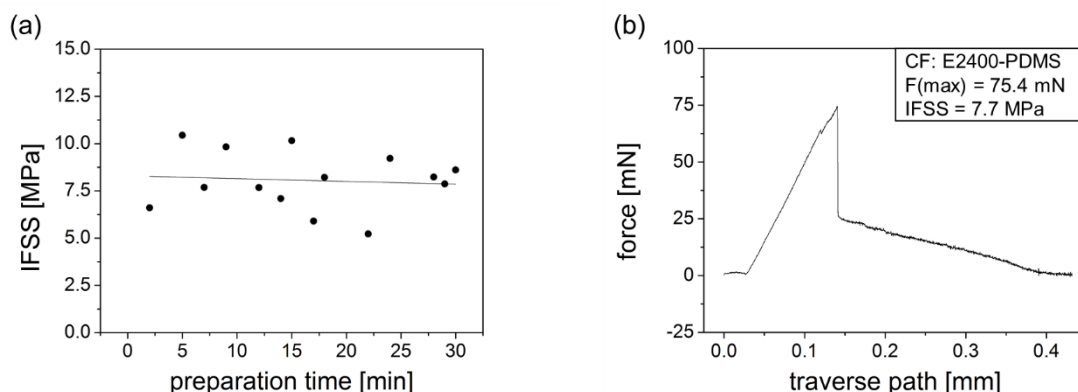 (a)
15.0
12.5
10.0
7.5
5.0
2.5
0.0
IFSS [MPa]
0 5 10 15 20 25 30
preparation time [min]
(b)
100
75
50
25
0
-25
force [mN]
CF: E2400-PDMS
F(max) = 75.4 mN
IFSS = 7.7 MPa
0.0 0.1 0.2 0.3 0.4
traverse path [mm]